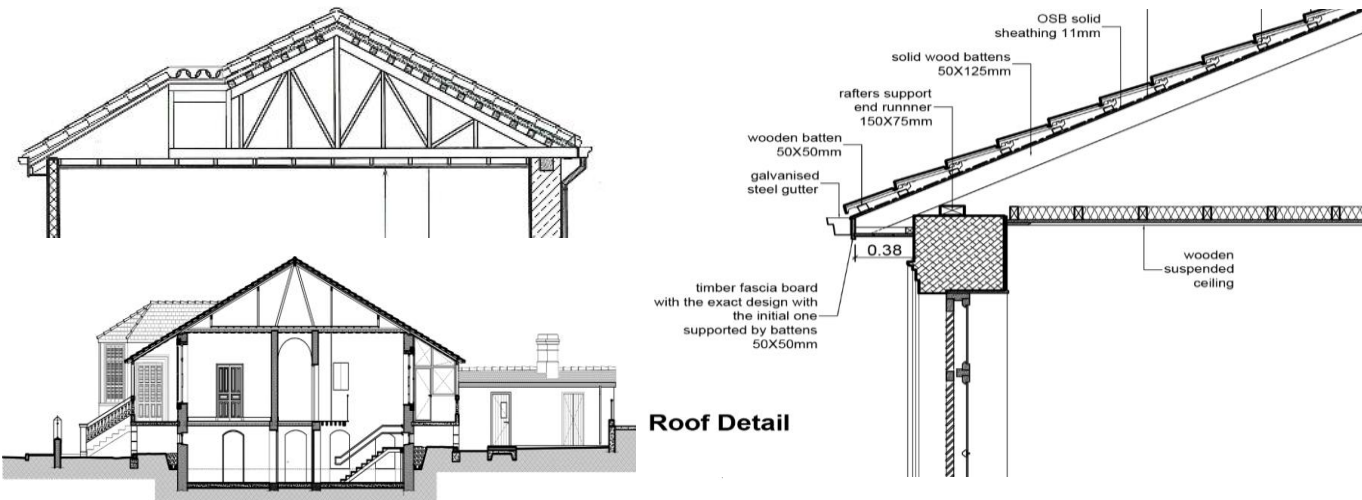 OSB solid
sheathing 11mm
solid wood battens
50X125mm
rafters support
end runnner
150X75mm
wooden batten
50X50mm
galvanised
steel gutter
0.38
wooden
suspended
ceiling
timber fascia board
with the exact design with
the initial one
supported by battens
50X50mm
Roof Detail